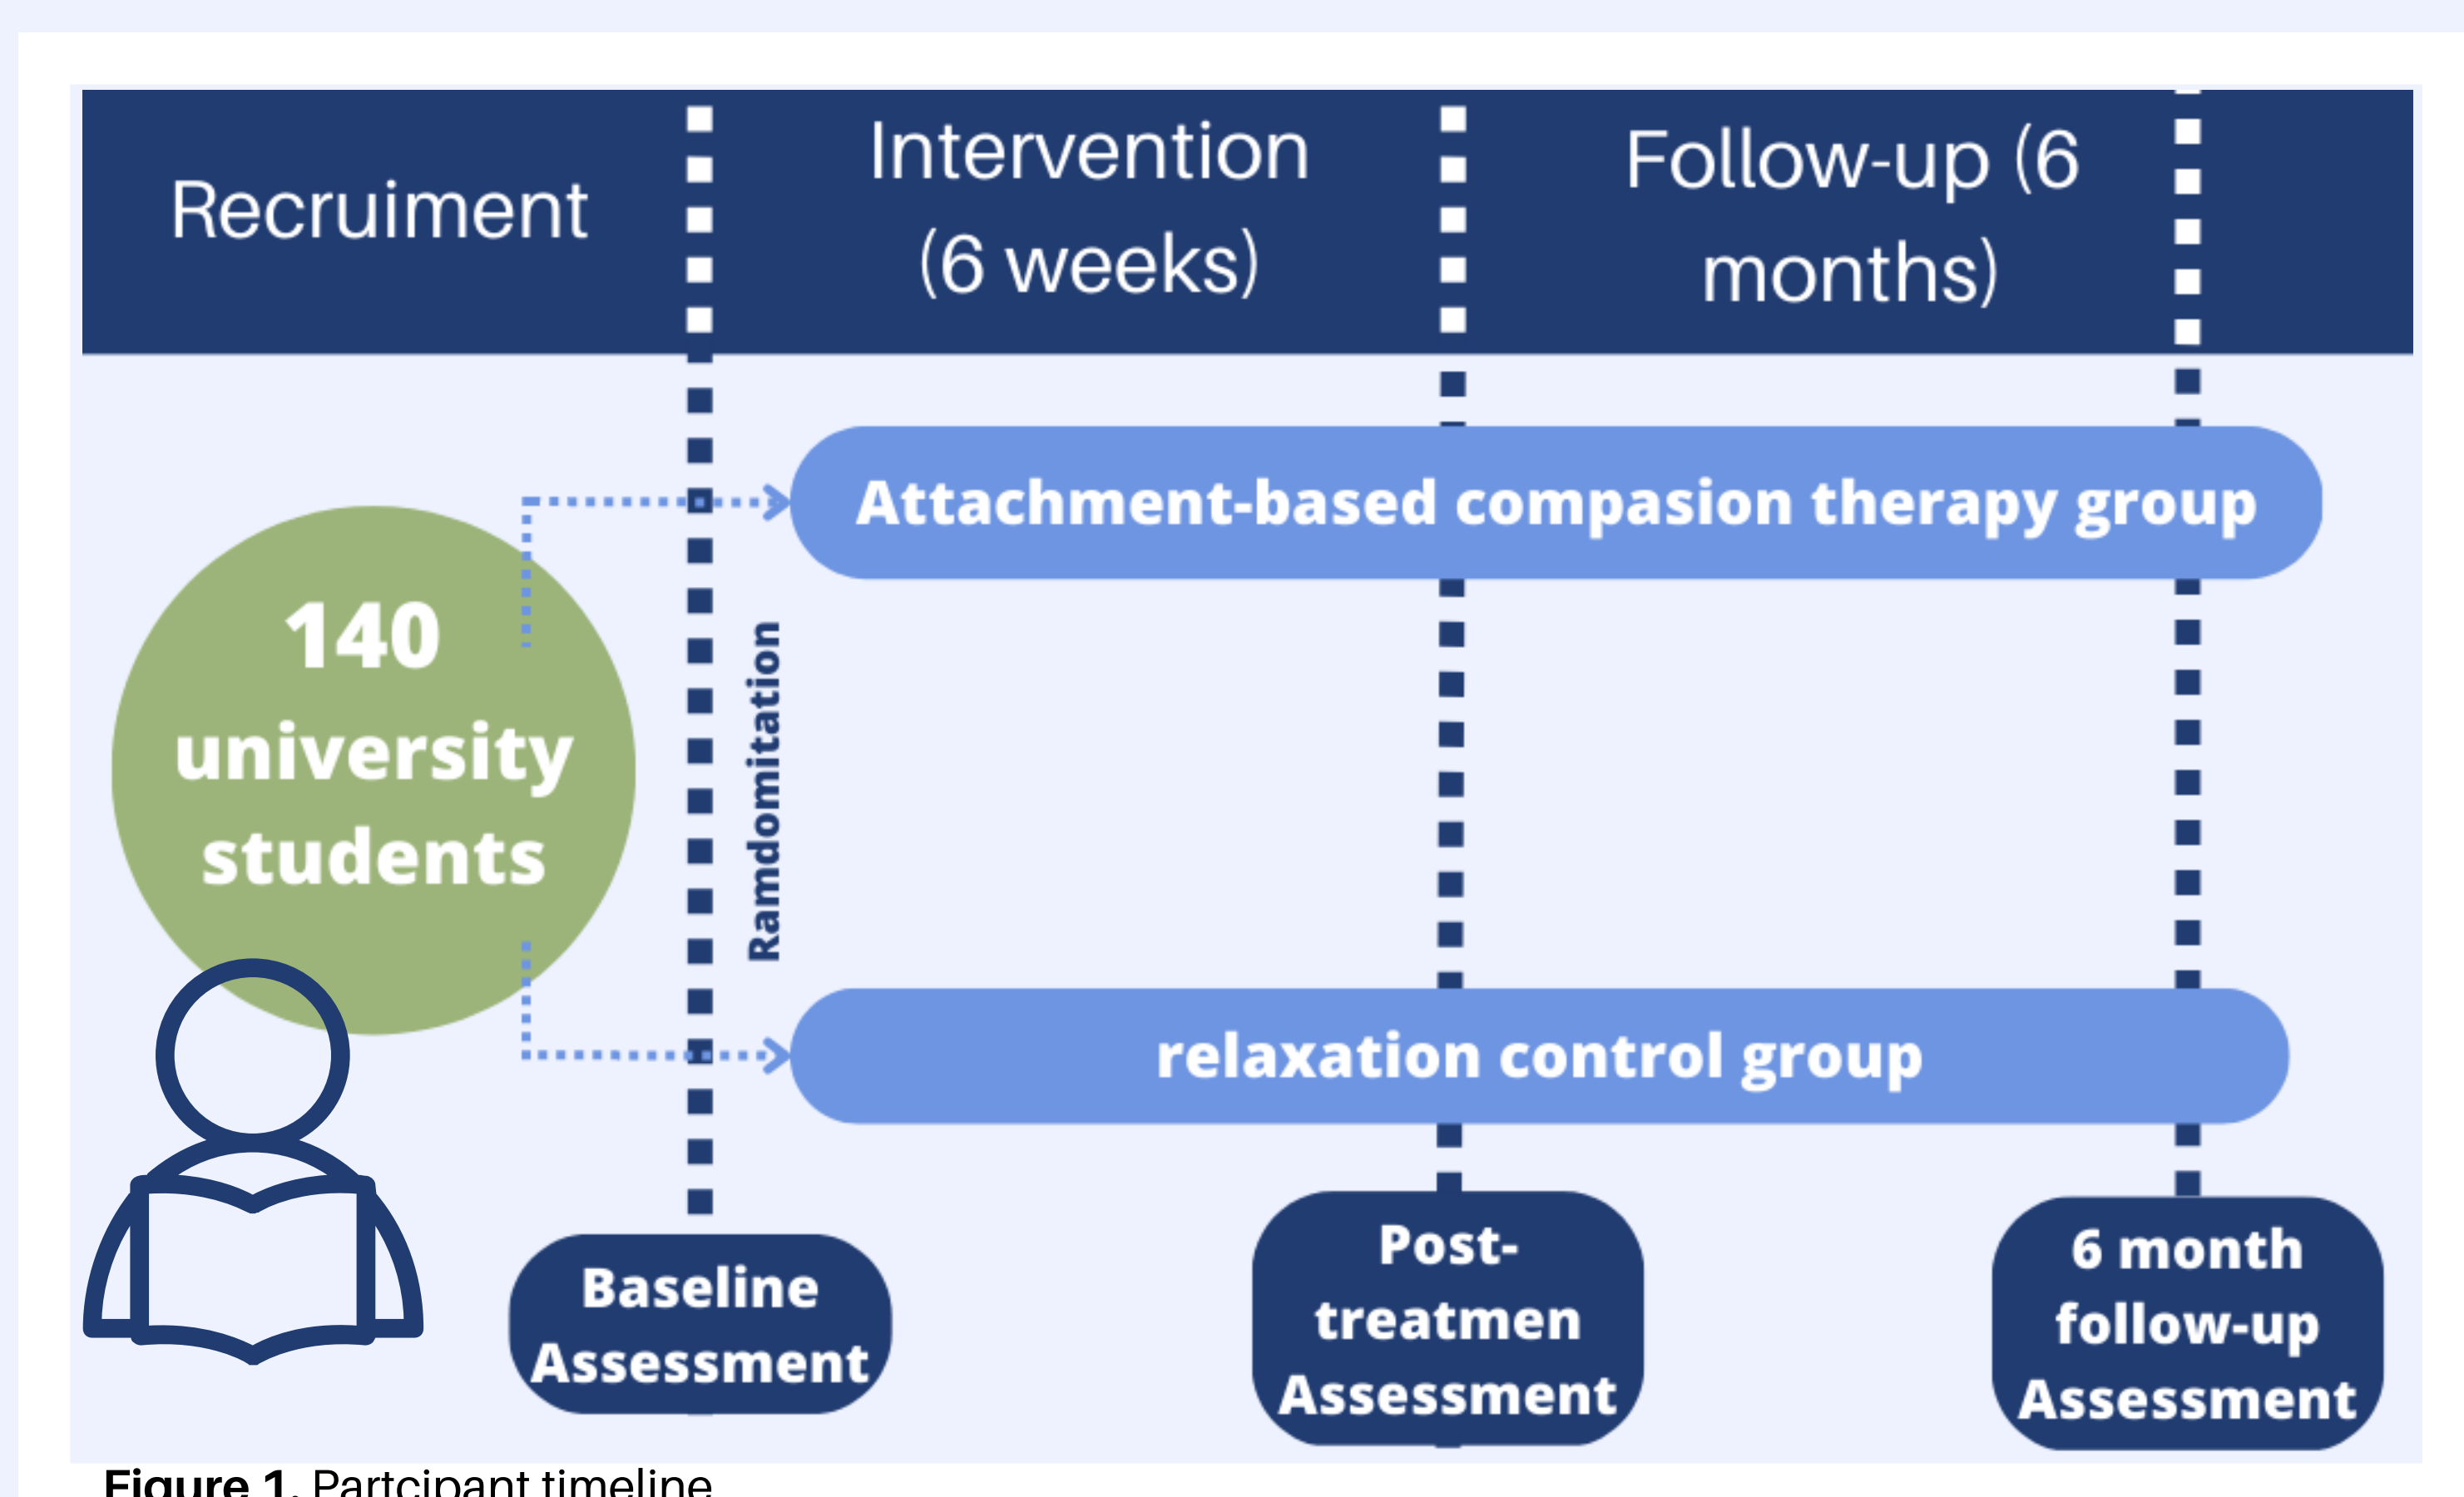 Recruiment
Intervention
(6 weeks)
Follow-up (6
months)
Attachment-based compasion therapy group
140
university
students
Ramdomitation
relaxation control group
Baseline
Assessment
Post-
treatmen
Assessment
6 month
follow-up
Assessment
Figure 1. Partcipant timeline